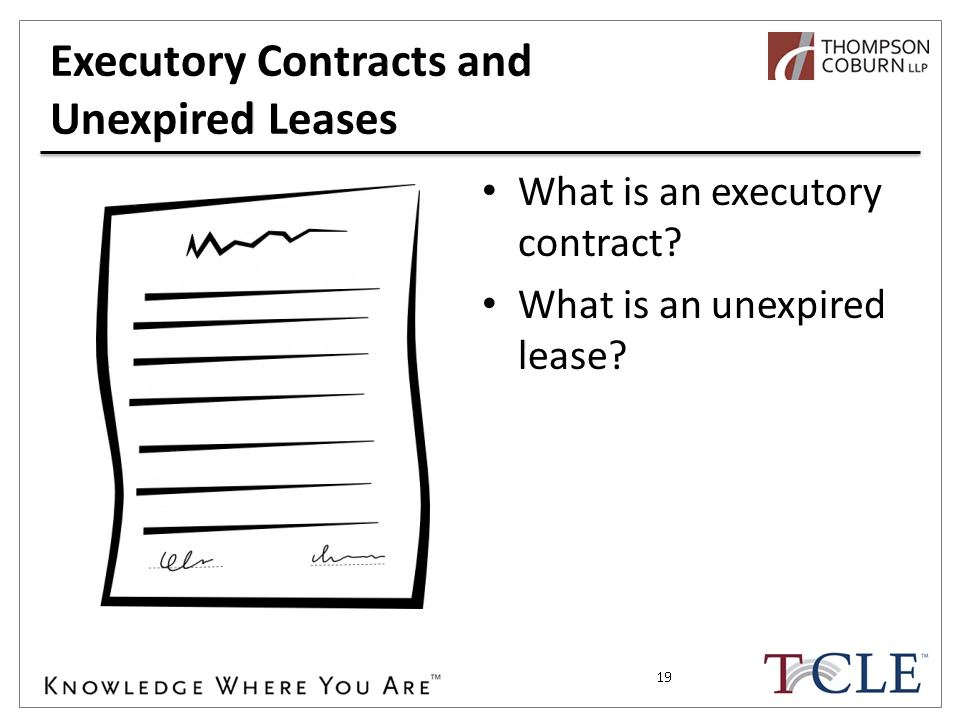 Executory Contracts and
Unexpired Leases
THOMPSON
COBURN LLP
• What is an executory
contract?
• What is an unexpired
lease?
KNOWLEDGE WHERE YOU ARE™
19
TCLE™